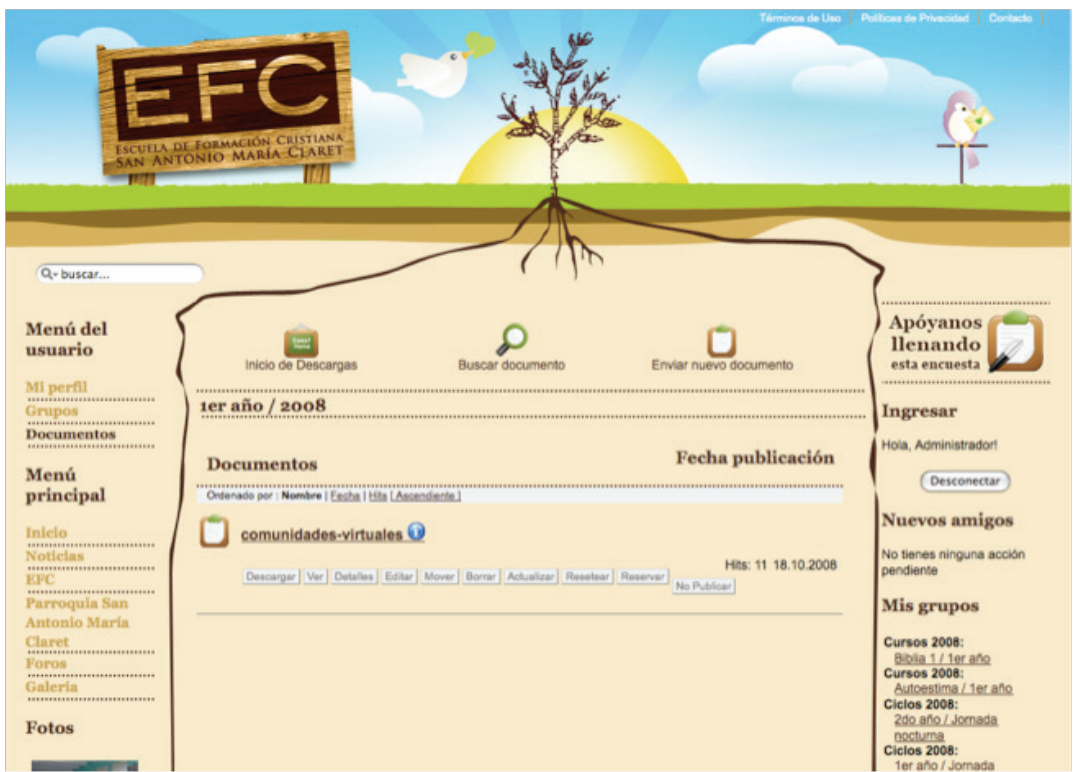 Términos de Uso Políticas de Privacidad Contacto
EFC
ESCUELA DE FORMACIÓN CRISTIANA
SAN ANTONIO MARÍA CLARET
buscar...
Menú del
usuario
Mi perfil
Grupos
Documentos
Menú
principal
Inicio
Noticias
EFC
Parroquia San
Antonio María
Claret
Foros
Galería
Fotos
Inicio de Descargas
Buscar documento
Enviar nuevo documento
1er año / 2008
Documentos
Fecha publicación
Ordenado por : Nombre | Fecha | Hits [ Ascendiente ]
comunidades-virtuales
Hits: 11 18.10.2008
Descargar Ver Detalles Editar Mover Borrar Actualizar Resetear Reservar
No Publicar
Apóyanos
llenando
esta encuesta
Ingresar
Hola, Administrador!
Desconectar
Nuevos amigos
No tienes ninguna acción
pendiente
Mis grupos
Cursos 2008:
Biblia 1 / 1er año
Cursos 2008:
Autoestima / 1er año
Ciclos 2008:
2do año / Jornada
nocturna
Ciclos 2008:
1er año / Jornada